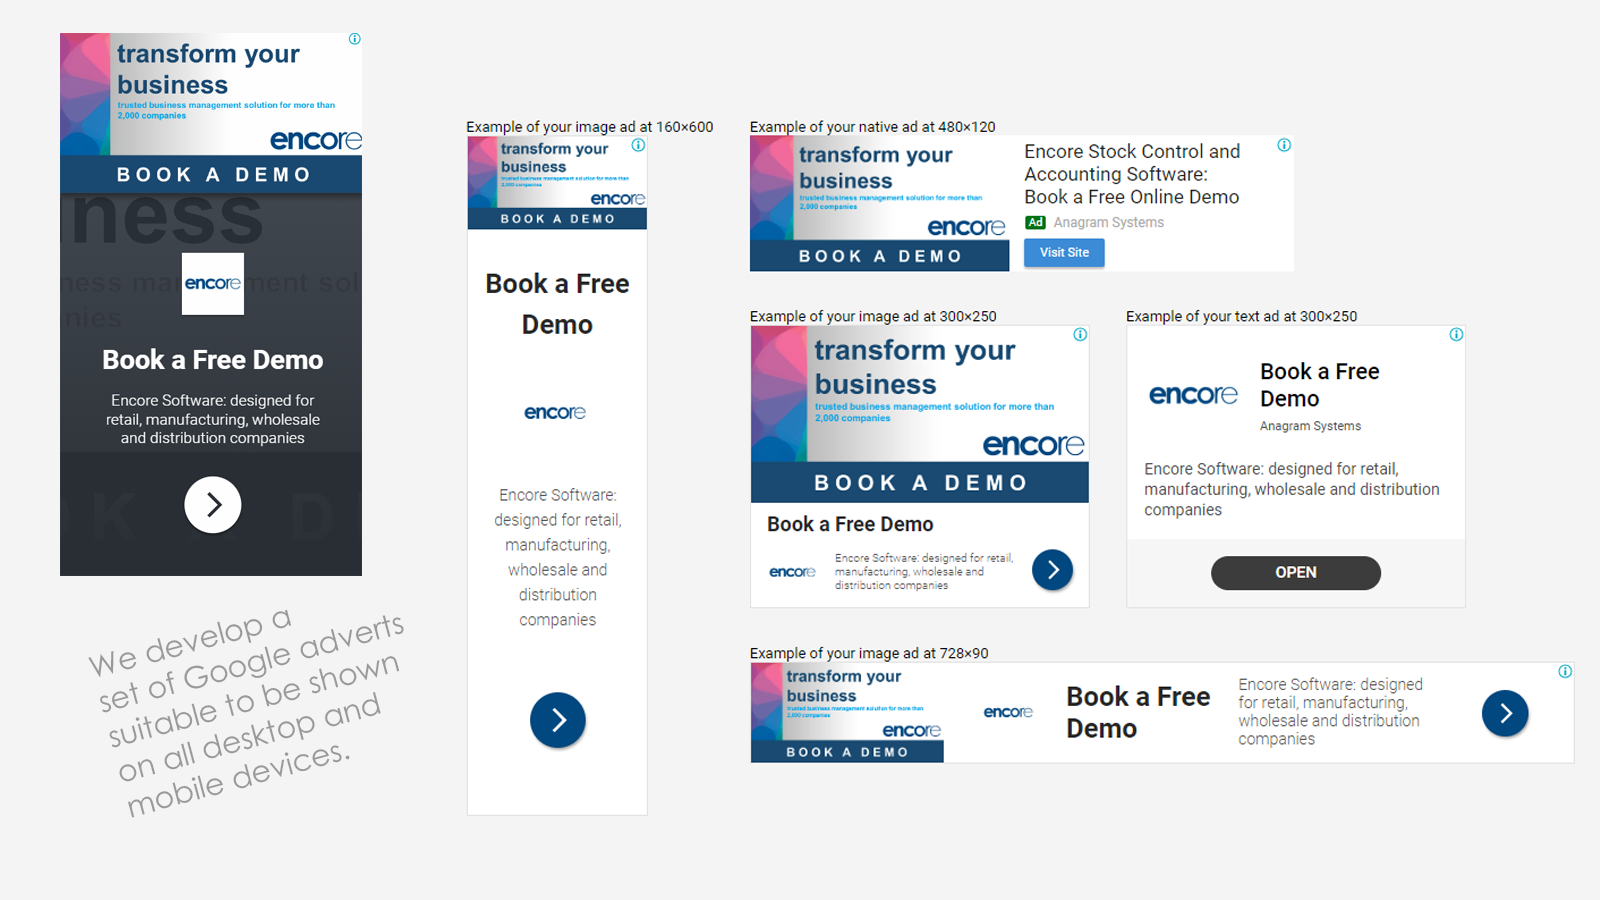 transform your
business
trusted business management solution for more than
2,000 companies
encore
BOOK A DEMO
ness
ness man
ment sol
nies
encore
Book a Free Demo
Encore Software: designed for
retail, manufacturing, wholesale
and distribution companies
K A D
We develop a
set of Google adverts
suitable to be shown
on all desktop and
mobile devices.
Example of your image ad at 160×600
transform your
business
trusted business management solution for more than
2,000 companies
encore
BOOK A DEMO
Book a Free
Demo
encore
Encore Software:
designed for retail,
manufacturing,
wholesale and
distribution
companies
Example of your native ad at 480×120
transform your
business
trusted business management solution for more than
2,000 companies
encore
BOOK A DEMO
Encore Stock Control and
Accounting Software:
Book a Free Online Demo
Ad Anagram Systems
Visit Site
Example of your image ad at 300×250
transform your
business
trusted business management solution for more than
2,000 companies
encore
BOOK A DEMO
Book a Free Demo
encore
Encore Software: designed for retail,
manufacturing, wholesale and
distribution companies
Example of your text ad at 300×250
encore
Book a Free
Demo
Anagram Systems
Encore Software: designed for retail,
manufacturing, wholesale and distribution
companies
OPEN
Example of your image ad at 728×90
transform your
business
trusted business management solution for more than
2,000 companies
encore
BOOK A DEMO
encore
Book a Free
Demo
Encore Software: designed
for retail, manufacturing,
wholesale and distribution
companies